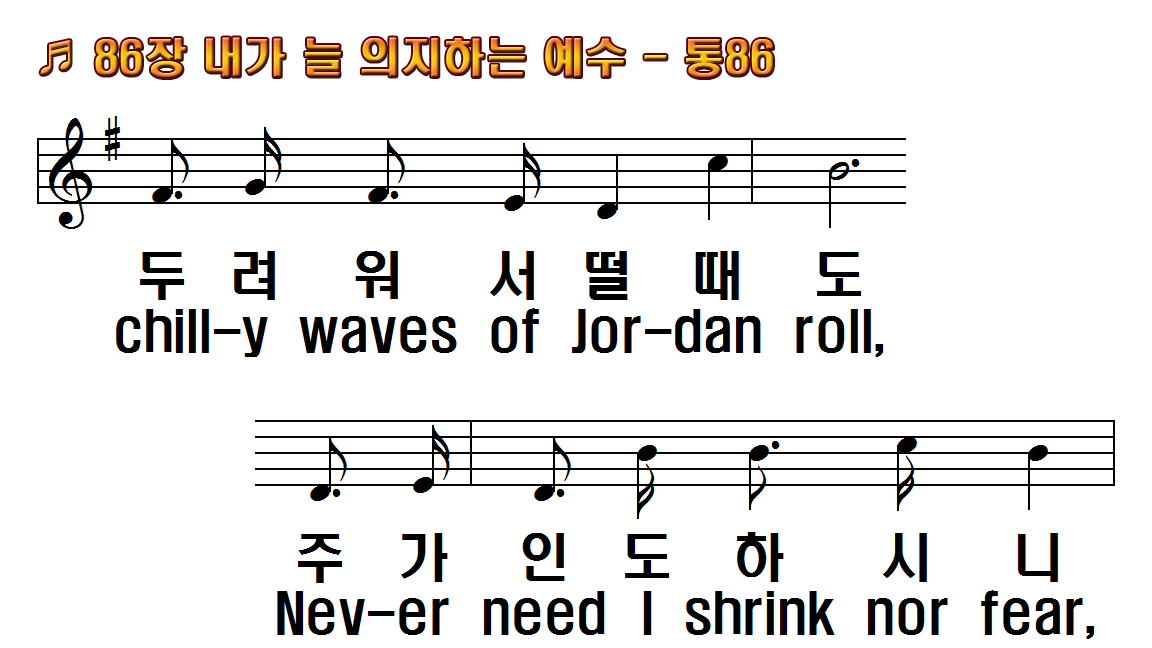 ♬ 86장 내가 늘 의지하는 예수 - 통86
두 려 워 서 떨 때 도
chill-y waves of Jor-dan roll,
주 가 인 도 하 시 니
Nev-er need I shrink nor fear,